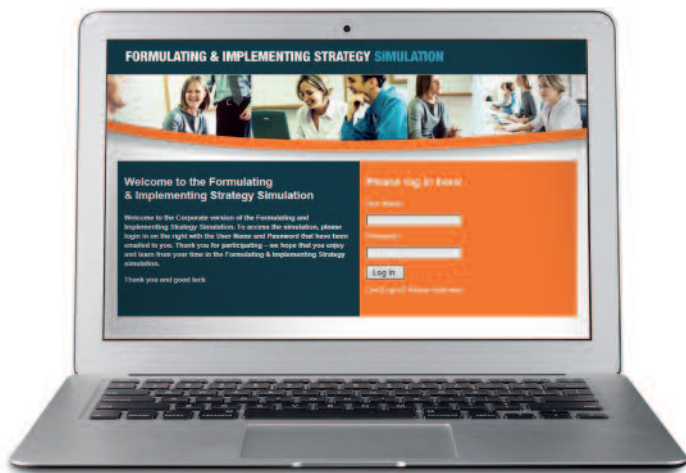 FORMULATING & IMPLEMENTING STRATEGY SIMULATION
Welcome to the Formulating
& Implementing Strategy Simulation
Welcome to the Corporate version of the Formulating and
Implementing Strategy Simulation. To access the simulation, please
login in on the right with the User Name and Password that have been
emailed to you. Thank you for participating – we hope that you enjoy
and learn from your time in the Formulating & Implementing Strategy
simulation.
Thank you and good luck
Please log in here:
User Name:
Password:
Log in